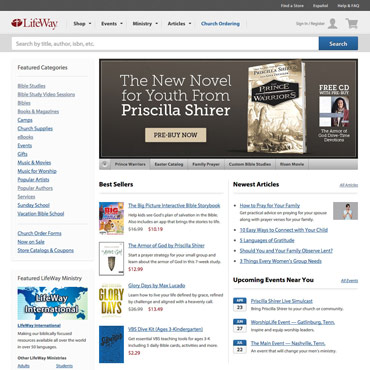 Find a Store Español Help & FAQ
LifeWay Shop Events Ministry Articles Church Ordering Sign In / Register
Search by title, author, isbn, etc. Search
Featured Categories
Bible Studies
Bible Study Video Sessions
Bibles
Books & Magazines
Camps
Church Supplies
eBooks
Events
Gifts
Music & Movies
Music for Worship
Popular Artists
Popular Authors
Services
Sunday School
Vacation Bible School
Church Order Forms
Now on Sale
Store Catalogs & Coupons
Featured LifeWay Ministry
LifeWay
International
LifeWay International
Making our biblically focused
resources available all over the
world in over 50 languages.
Other LifeWay Ministries
Adults Students
The New Novel
for Youth From
Priscilla Shirer
PRE-BUY NOW
PRISCILLA SHIRER
THE
PRINCE
WARRIORS
FREE CD
WITH PRE-BUY
The Armor of
God Drive-Time
Devotions
Prince Warriors Easter Catalog Family Prayer Custom Bible Studies Risen Movie
Best Sellers
The Big Picture Interactive Bible Storybook
Help kids see God's plan of salvation in the Bible.
Also includes an app that brings the stories to life.
$16.99 $10.19
The Armor of God by Priscilla Shirer
Start a prayer strategy for your small group and
learn about the armor of God in this 7-week study.
$12.99
GLORY
DAYS
Glory Days by Max Lucado
Learn to live your life defined by grace, refined by
challenge and aligned with a heavenly call.
$24.99 $13.49
VBS Dive Kit (Ages 3-Kindergarten)
Get essential VBS teaching tools for ages 3-K
including 3 daily Bible cards, activities and more.
$2.29
Newest Articles All Articles
How to Pray for Your Family
Get practical advice on praying for your spouse
along with prayer verses for your family.
10 Easy Ways to Connect with Your Child
5 Languages of Gratitude
Should You and Your Family Observe Lent?
3 Things Every Women's Group Needs
Upcoming Events Near You All Events
APR
23
Priscilla Shirer Live Simulcast
Bring Priscilla Shirer to your church or community.
JAN
22
WorshipLife Event — Gatlinburg, Tenn.
Inspire and equip worship leaders.
JAN
23
The Main Event — Nashville, Tenn.
An event that will change your men's ministry.